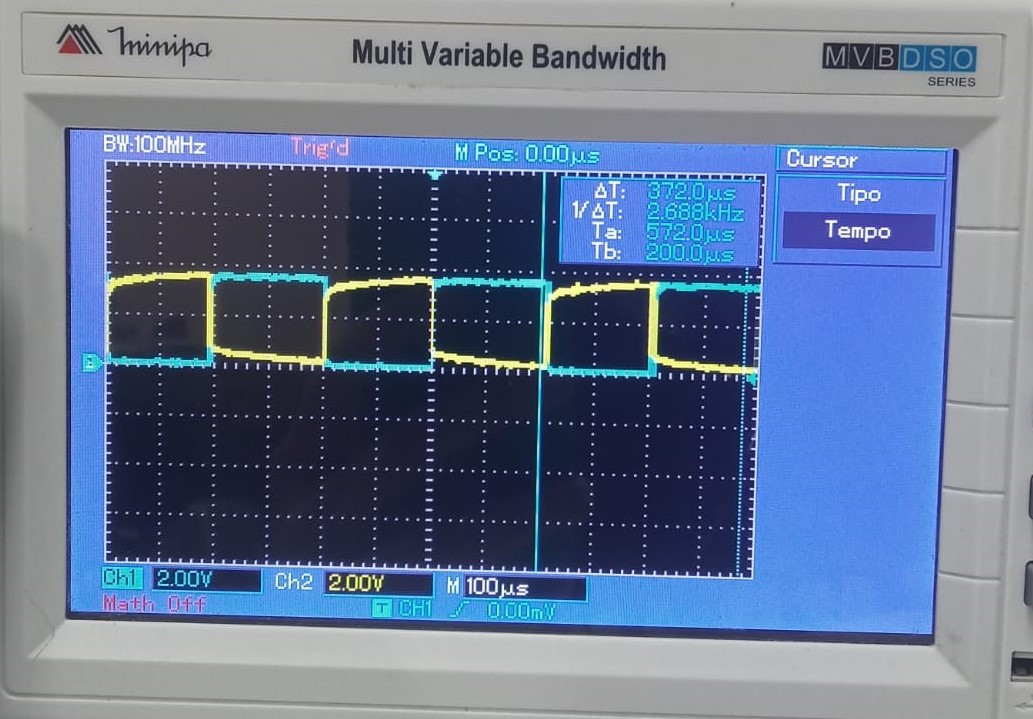 minipa Multi Variable Bandwidth MVBDSO
SERIES
BW:100MHz Trig'd M Pos: 0.00µs Cursor
Tipo
Tempo
ΔT: 372.0µs
1/ΔT: 2.688kHz
Ta: 572.0µs
Tb: 200.0µs
Ch1 2.00V Ch2 2.00V M 100µs
Math Off T CH1 0.00mV